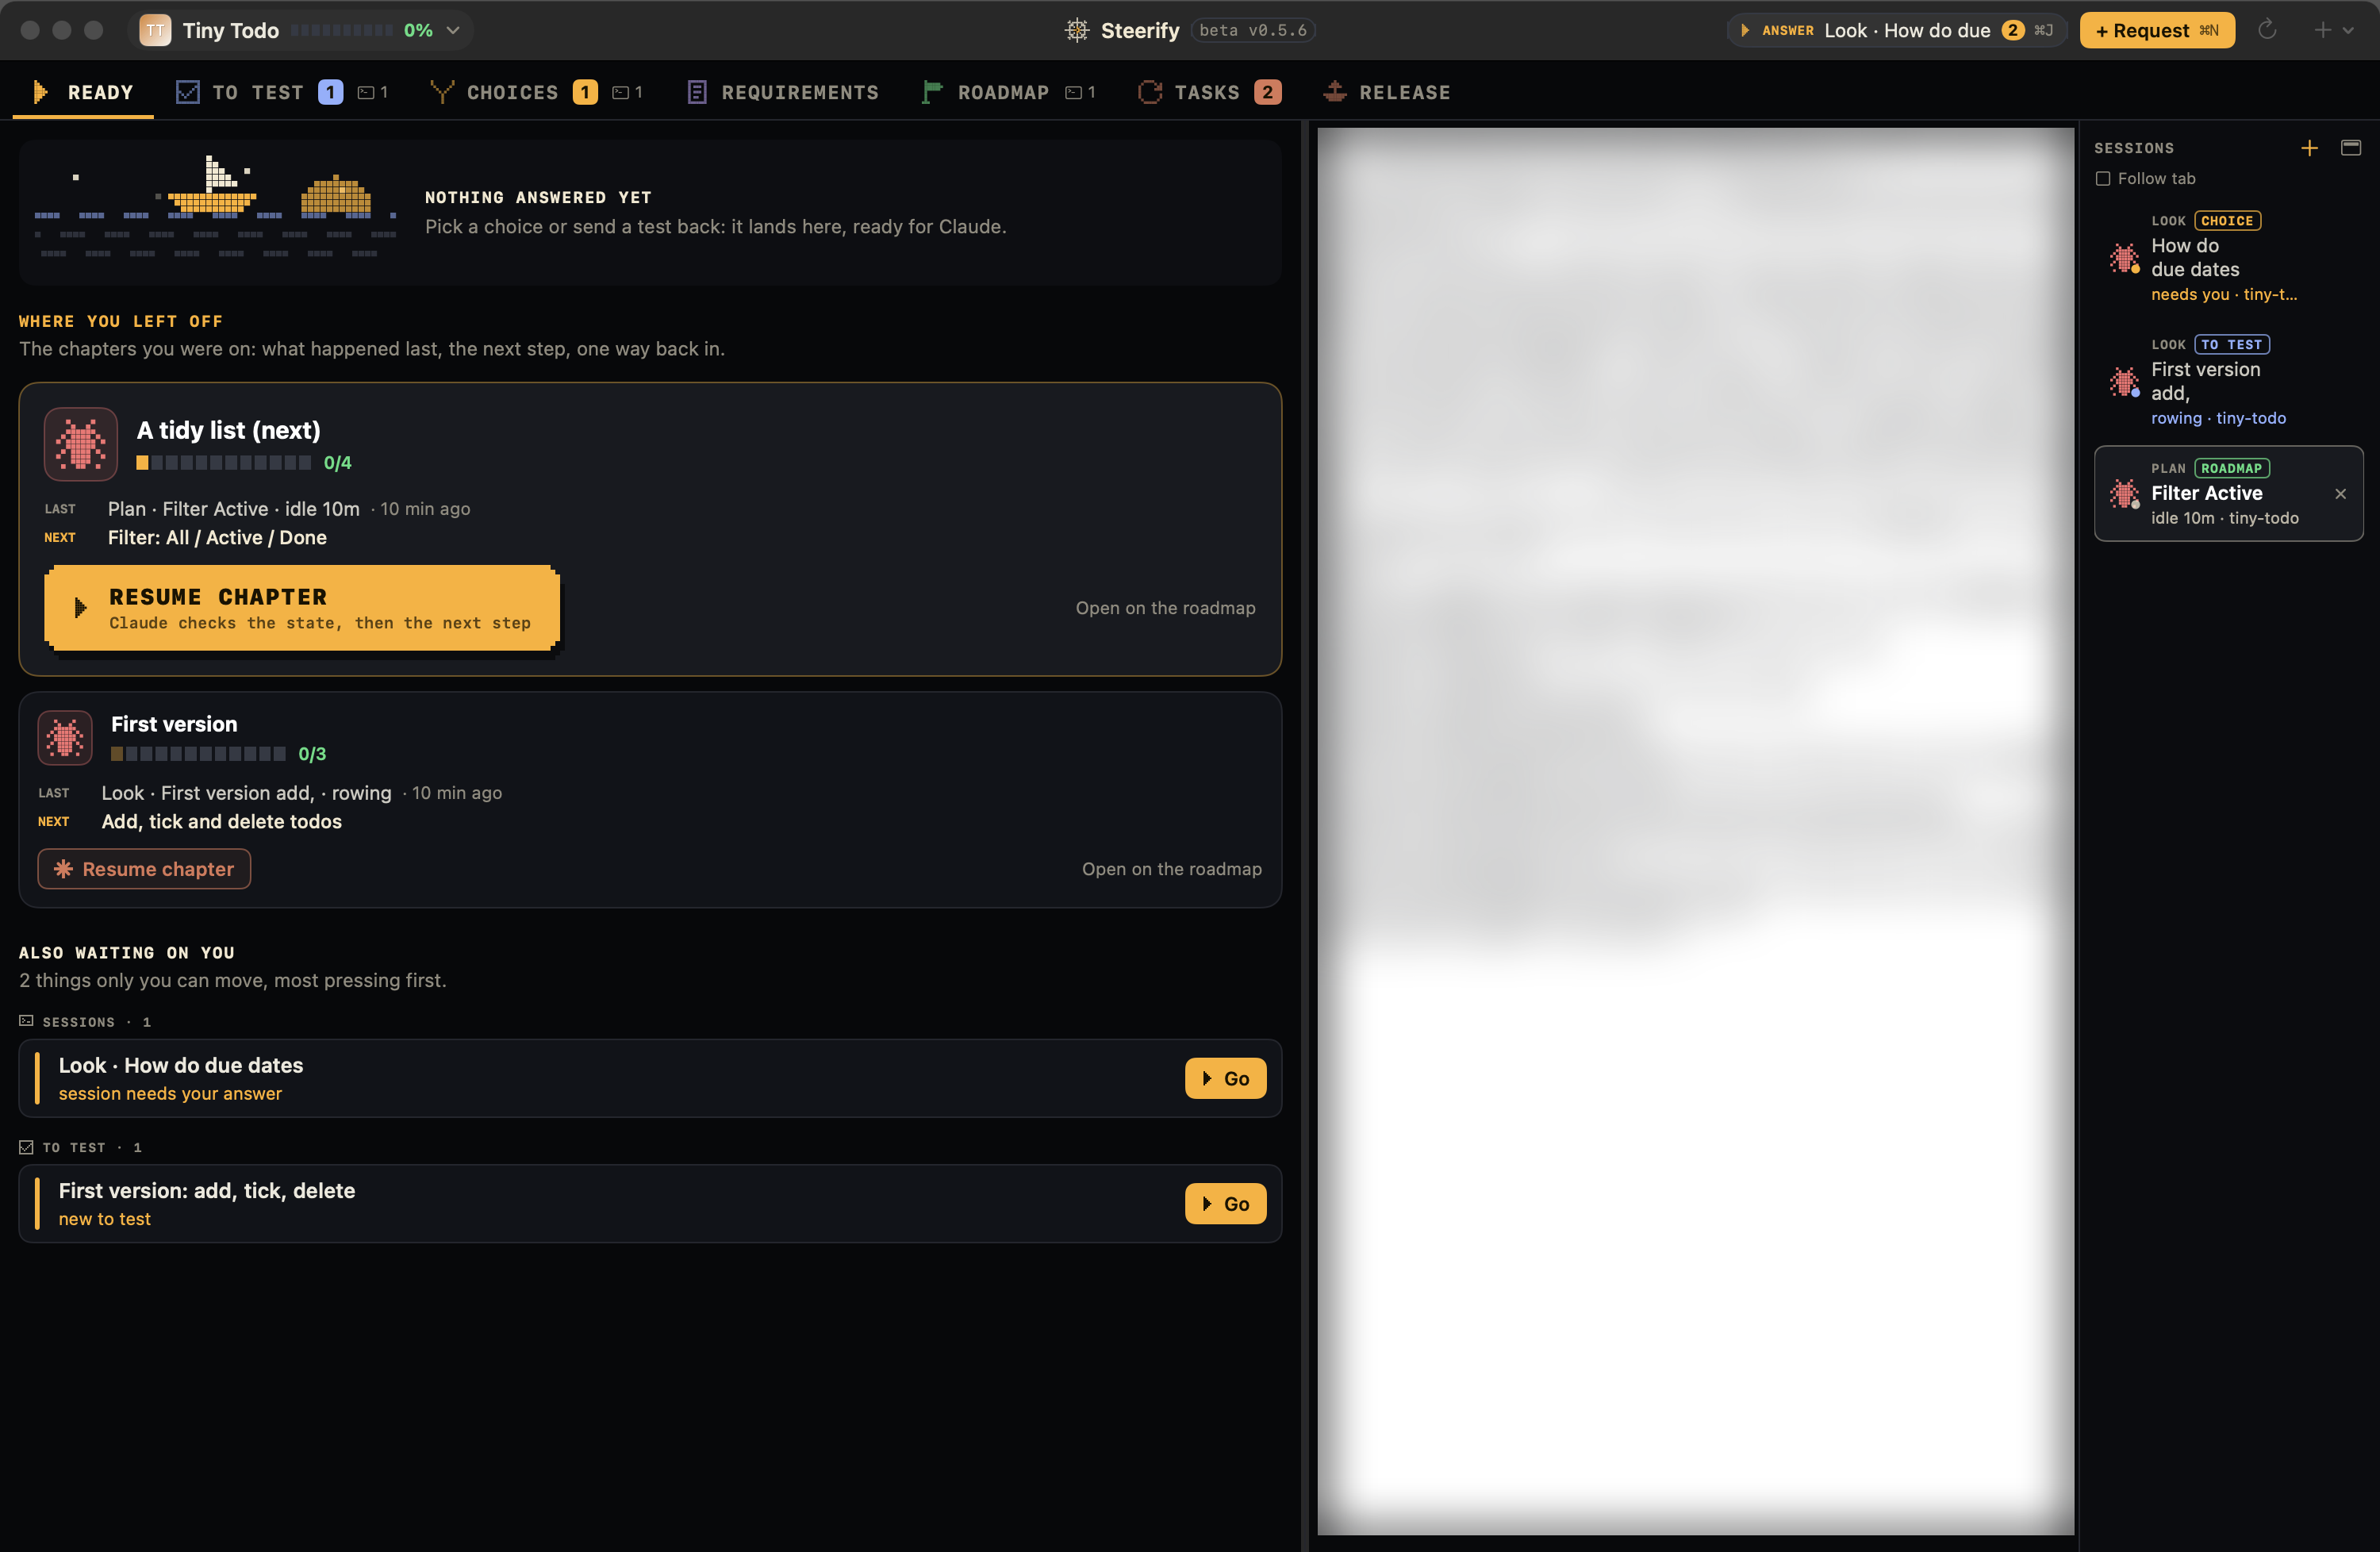 TT Tiny Todo 0%
Steerify beta v0.5.6
ANSWER Look · How do due 2 ⌘J
+ Request ⌘N
READY
TO TEST 1 1
CHOICES 1 1
REQUIREMENTS
ROADMAP 1
TASKS 2
RELEASE
NOTHING ANSWERED YET
Pick a choice or send a test back: it lands here, ready for Claude.
WHERE YOU LEFT OFF
The chapters you were on: what happened last, the next step, one way back in.
A tidy list (next)
0/4
LAST Plan · Filter Active · idle 10m · 10 min ago
NEXT Filter: All / Active / Done
RESUME CHAPTER
Claude checks the state, then the next step
Open on the roadmap
First version
0/3
LAST Look · First version add, · rowing · 10 min ago
NEXT Add, tick and delete todos
Resume chapter
Open on the roadmap
ALSO WAITING ON YOU
2 things only you can move, most pressing first.
SESSIONS · 1
Look · How do due dates
session needs your answer
Go
TO TEST · 1
First version: add, tick, delete
new to test
Go
SESSIONS
Follow tab
LOOK CHOICE
How do
due dates
needs you · tiny-t...
LOOK TO TEST
First version
add,
rowing · tiny-todo
PLAN ROADMAP
Filter Active
idle 10m · tiny-todo